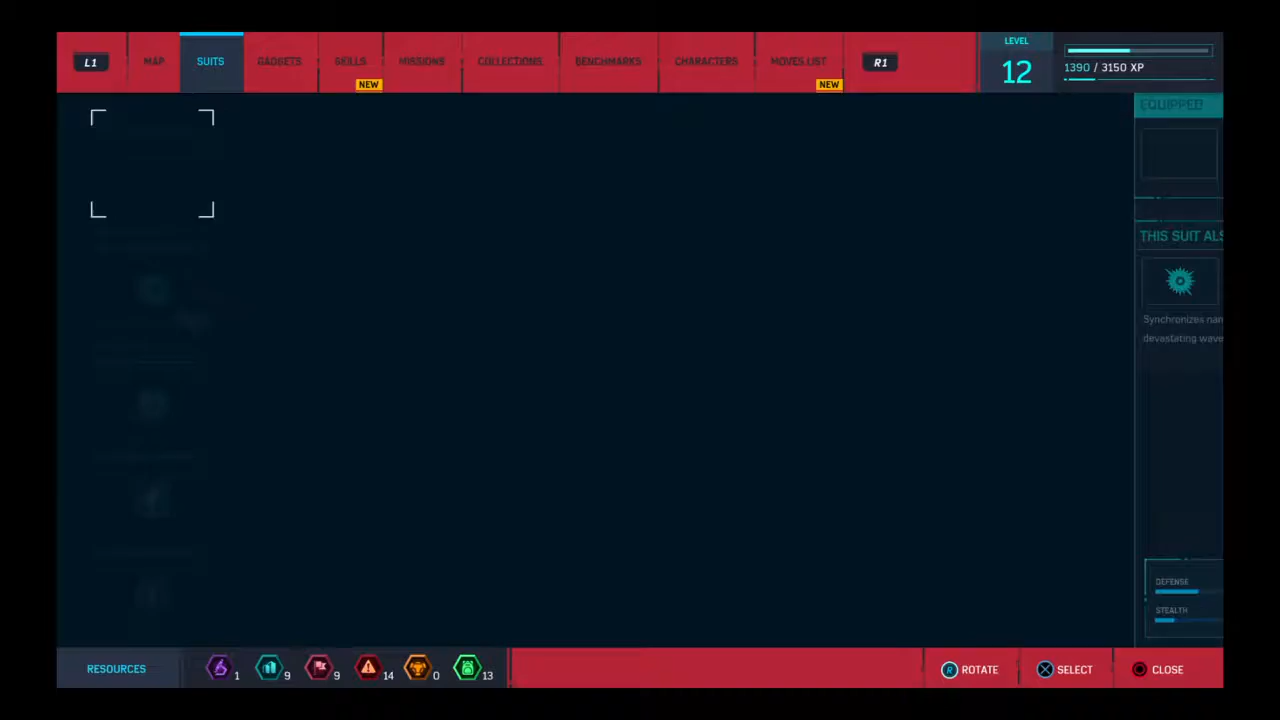 L1 MAP SUITS GADGETS SKILLS MISSIONS COLLECTIONS BENCHMARKS CHARACTERS MOVES LIST R1
NEW NEW
LEVEL
12
1390 / 3150 XP
EQUIPPED
THIS SUIT ALS
Synchronizes nan
devastating wave
DEFENSE
STEALTH
RESOURCES 1 9 9 14 0 13 R ROTATE SELECT CLOSE